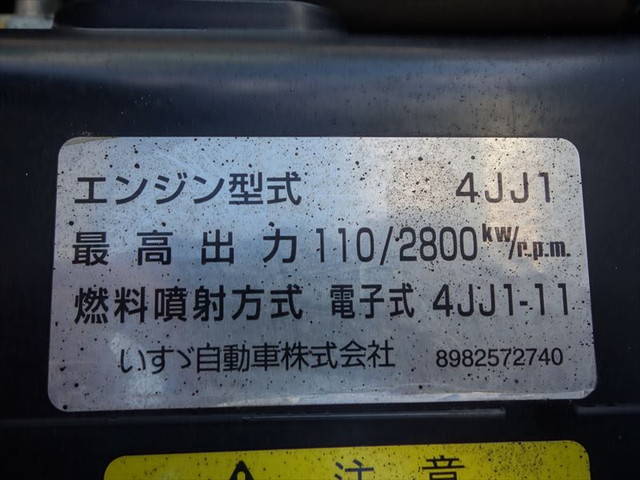 エンジン型式 4JJ1
最高出力 110/2800 kW/r.p.m.
燃料噴射方式 電子式 4JJ1-11
いすゞ自動車株式会社 8982572740
注意